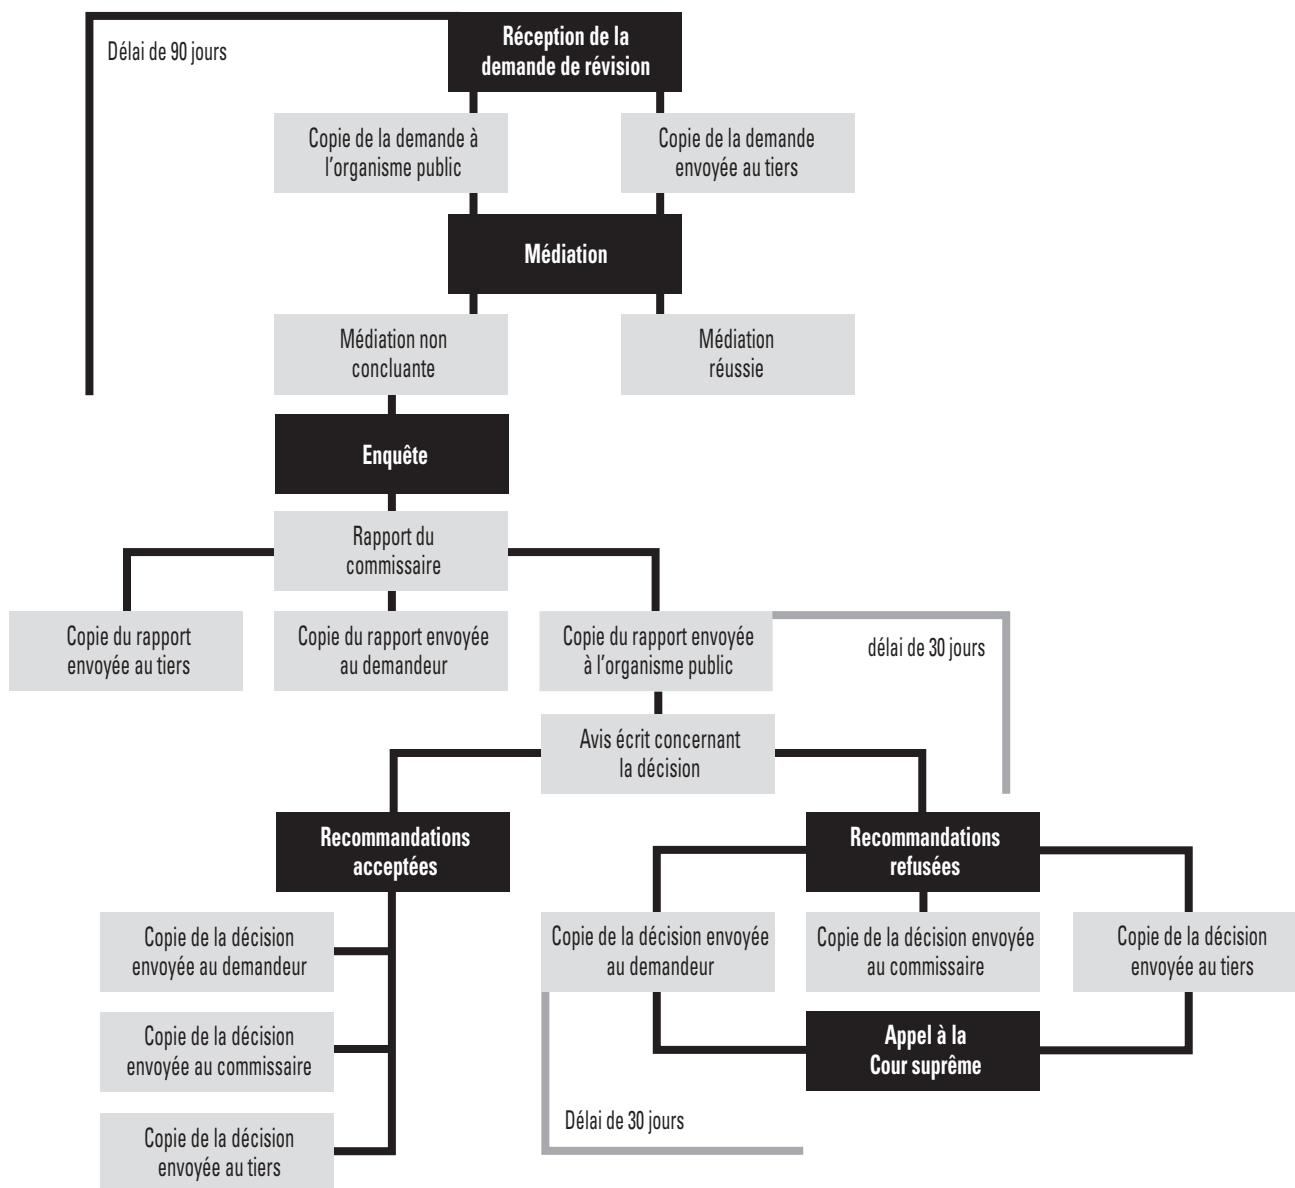 Délai de 90 jours
Réception de la
demande de révision
Copie de la demande à
l'organisme public
Copie de la demande
envoyée au tiers
Médiation
Médiation non
concluante
Médiation
réussie
Enquête
Rapport du
commissaire
Copie du rapport
envoyée au tiers
Copie du rapport envoyée
au demandeur
Copie du rapport envoyée
à l'organisme public
délai de 30 jours
Avis écrit concernant
la décision
Recommandations
acceptées
Recommandations
refusées
Copie de la décision
envoyée au demandeur
Copie de la décision
envoyée au commissaire
Copie de la décision
envoyée au tiers
Copie de la décision envoyée
au demandeur
Copie de la décision envoyée
au commissaire
Copie de la décision
envoyée au tiers
Appel à la
Cour suprême
Délai de 30 jours